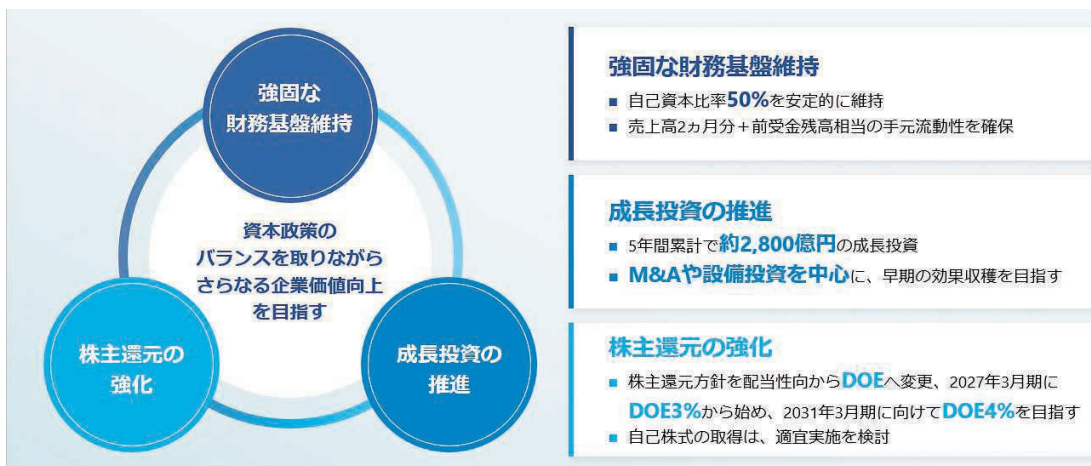 強固な
財務基盤維持
資本政策の
バランスを取りながら
さらなる企業価値向上
を目指す
株主還元の
強化
成長投資の
推進
強固な財務基盤維持
■ 自己資本比率50%を安定的に維持
■ 売上高2ヵ月分＋前受金残高相当の手元流動性を確保
成長投資の推進
■ 5年間累計で約2,800億円の成長投資
■ M&Aや設備投資を中心に、早期の効果収穫を目指す
株主還元の強化
■ 株主還元方針を配当性向からDOEへ変更、2027年3月期に
DOE3%から始め、2031年3月期に向けてDOE4%を目指す
■ 自己株式の取得は、適宜実施を検討